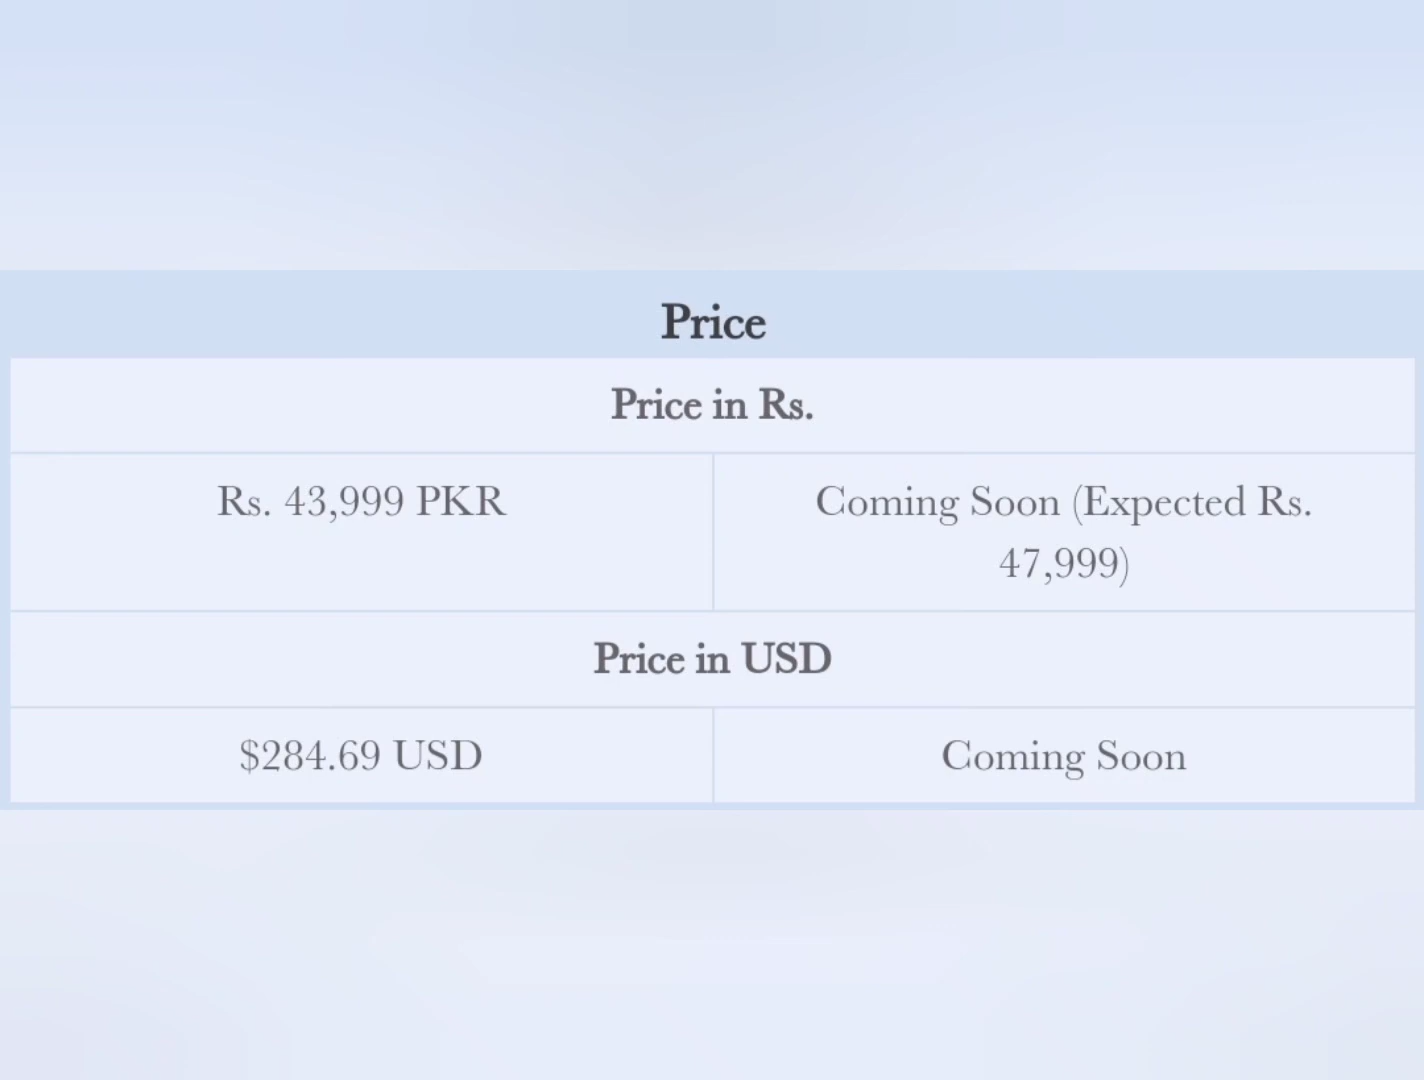 Price
Price in Rs.
Rs. 43,999 PKR
Coming Soon (Expected Rs.
47,999)
Price in USD
$284.69 USD
Coming Soon